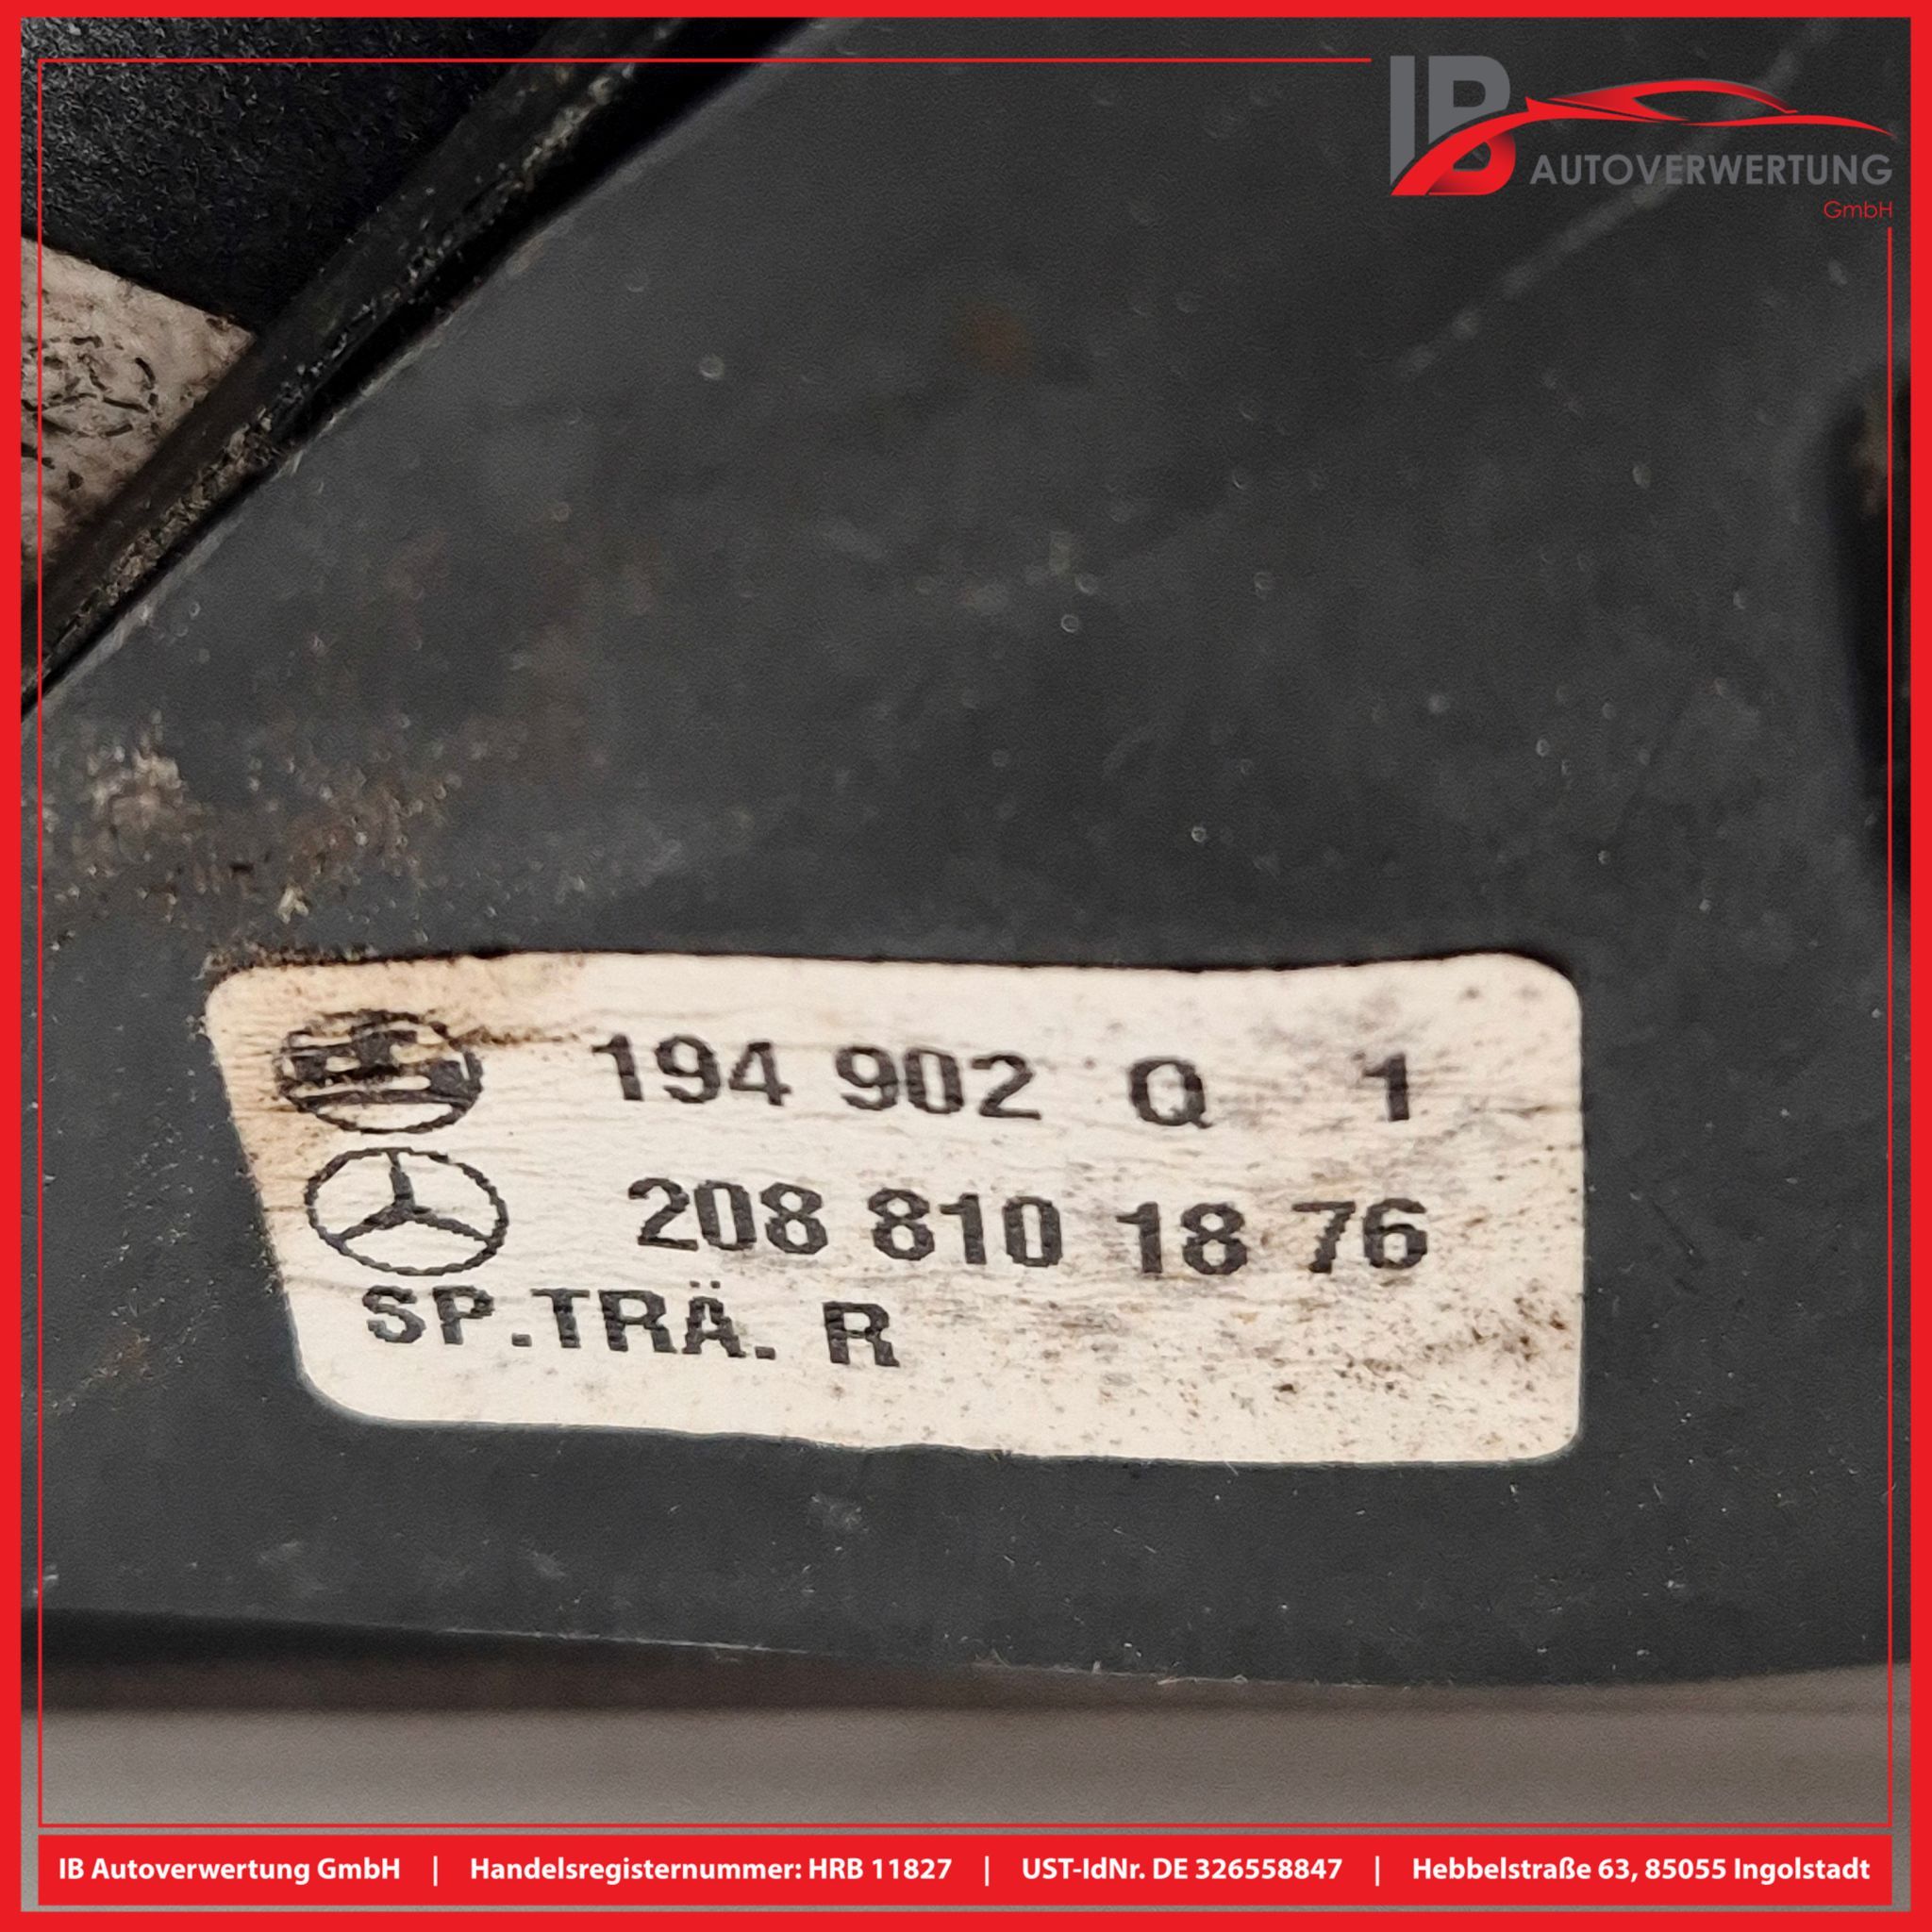 IB
AUTOVERWERTUNG
GmbH
194 902 Q 1
208 810 18 76
SP.TRÄ. R
IB Autoverwertung GmbH | Handelsregisternummer: HRB 11827 | UST-IdNr. DE 326558847 | Hebbelstraße 63, 85055 Ingolstadt